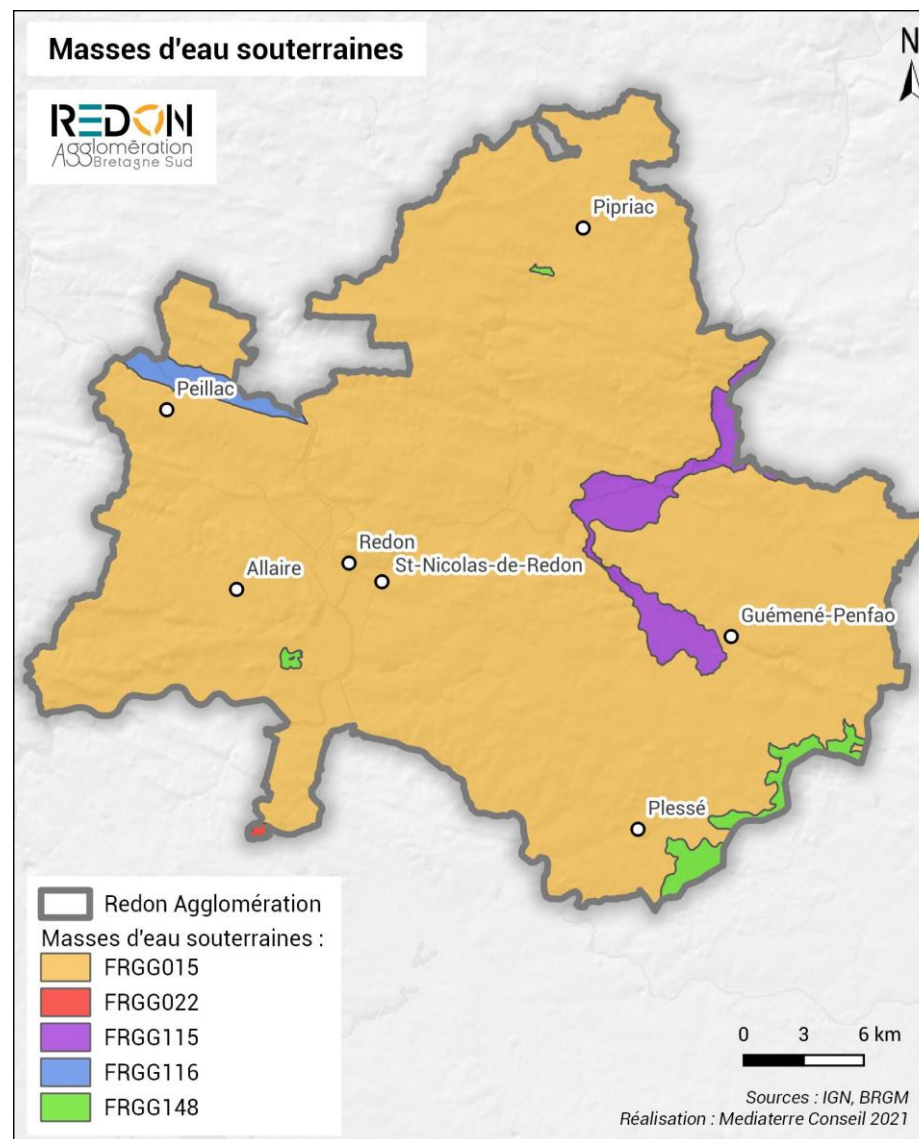 Masses d'eau souterraines
N
REDON
Agglomération
Bretagne Sud
Pipriac
Peillac
Redon
St-Nicolas-de-Redon
Allaire
Guémené-Penfao
Plessé
Redon Agglomération
Masses d'eau souterraines :
FRGG015
FRGG022
FRGG115
FRGG116
FRGG148
0 3 6 km
Sources : IGN, BRGM
Réalisation : Mediaterre Conseil 2021